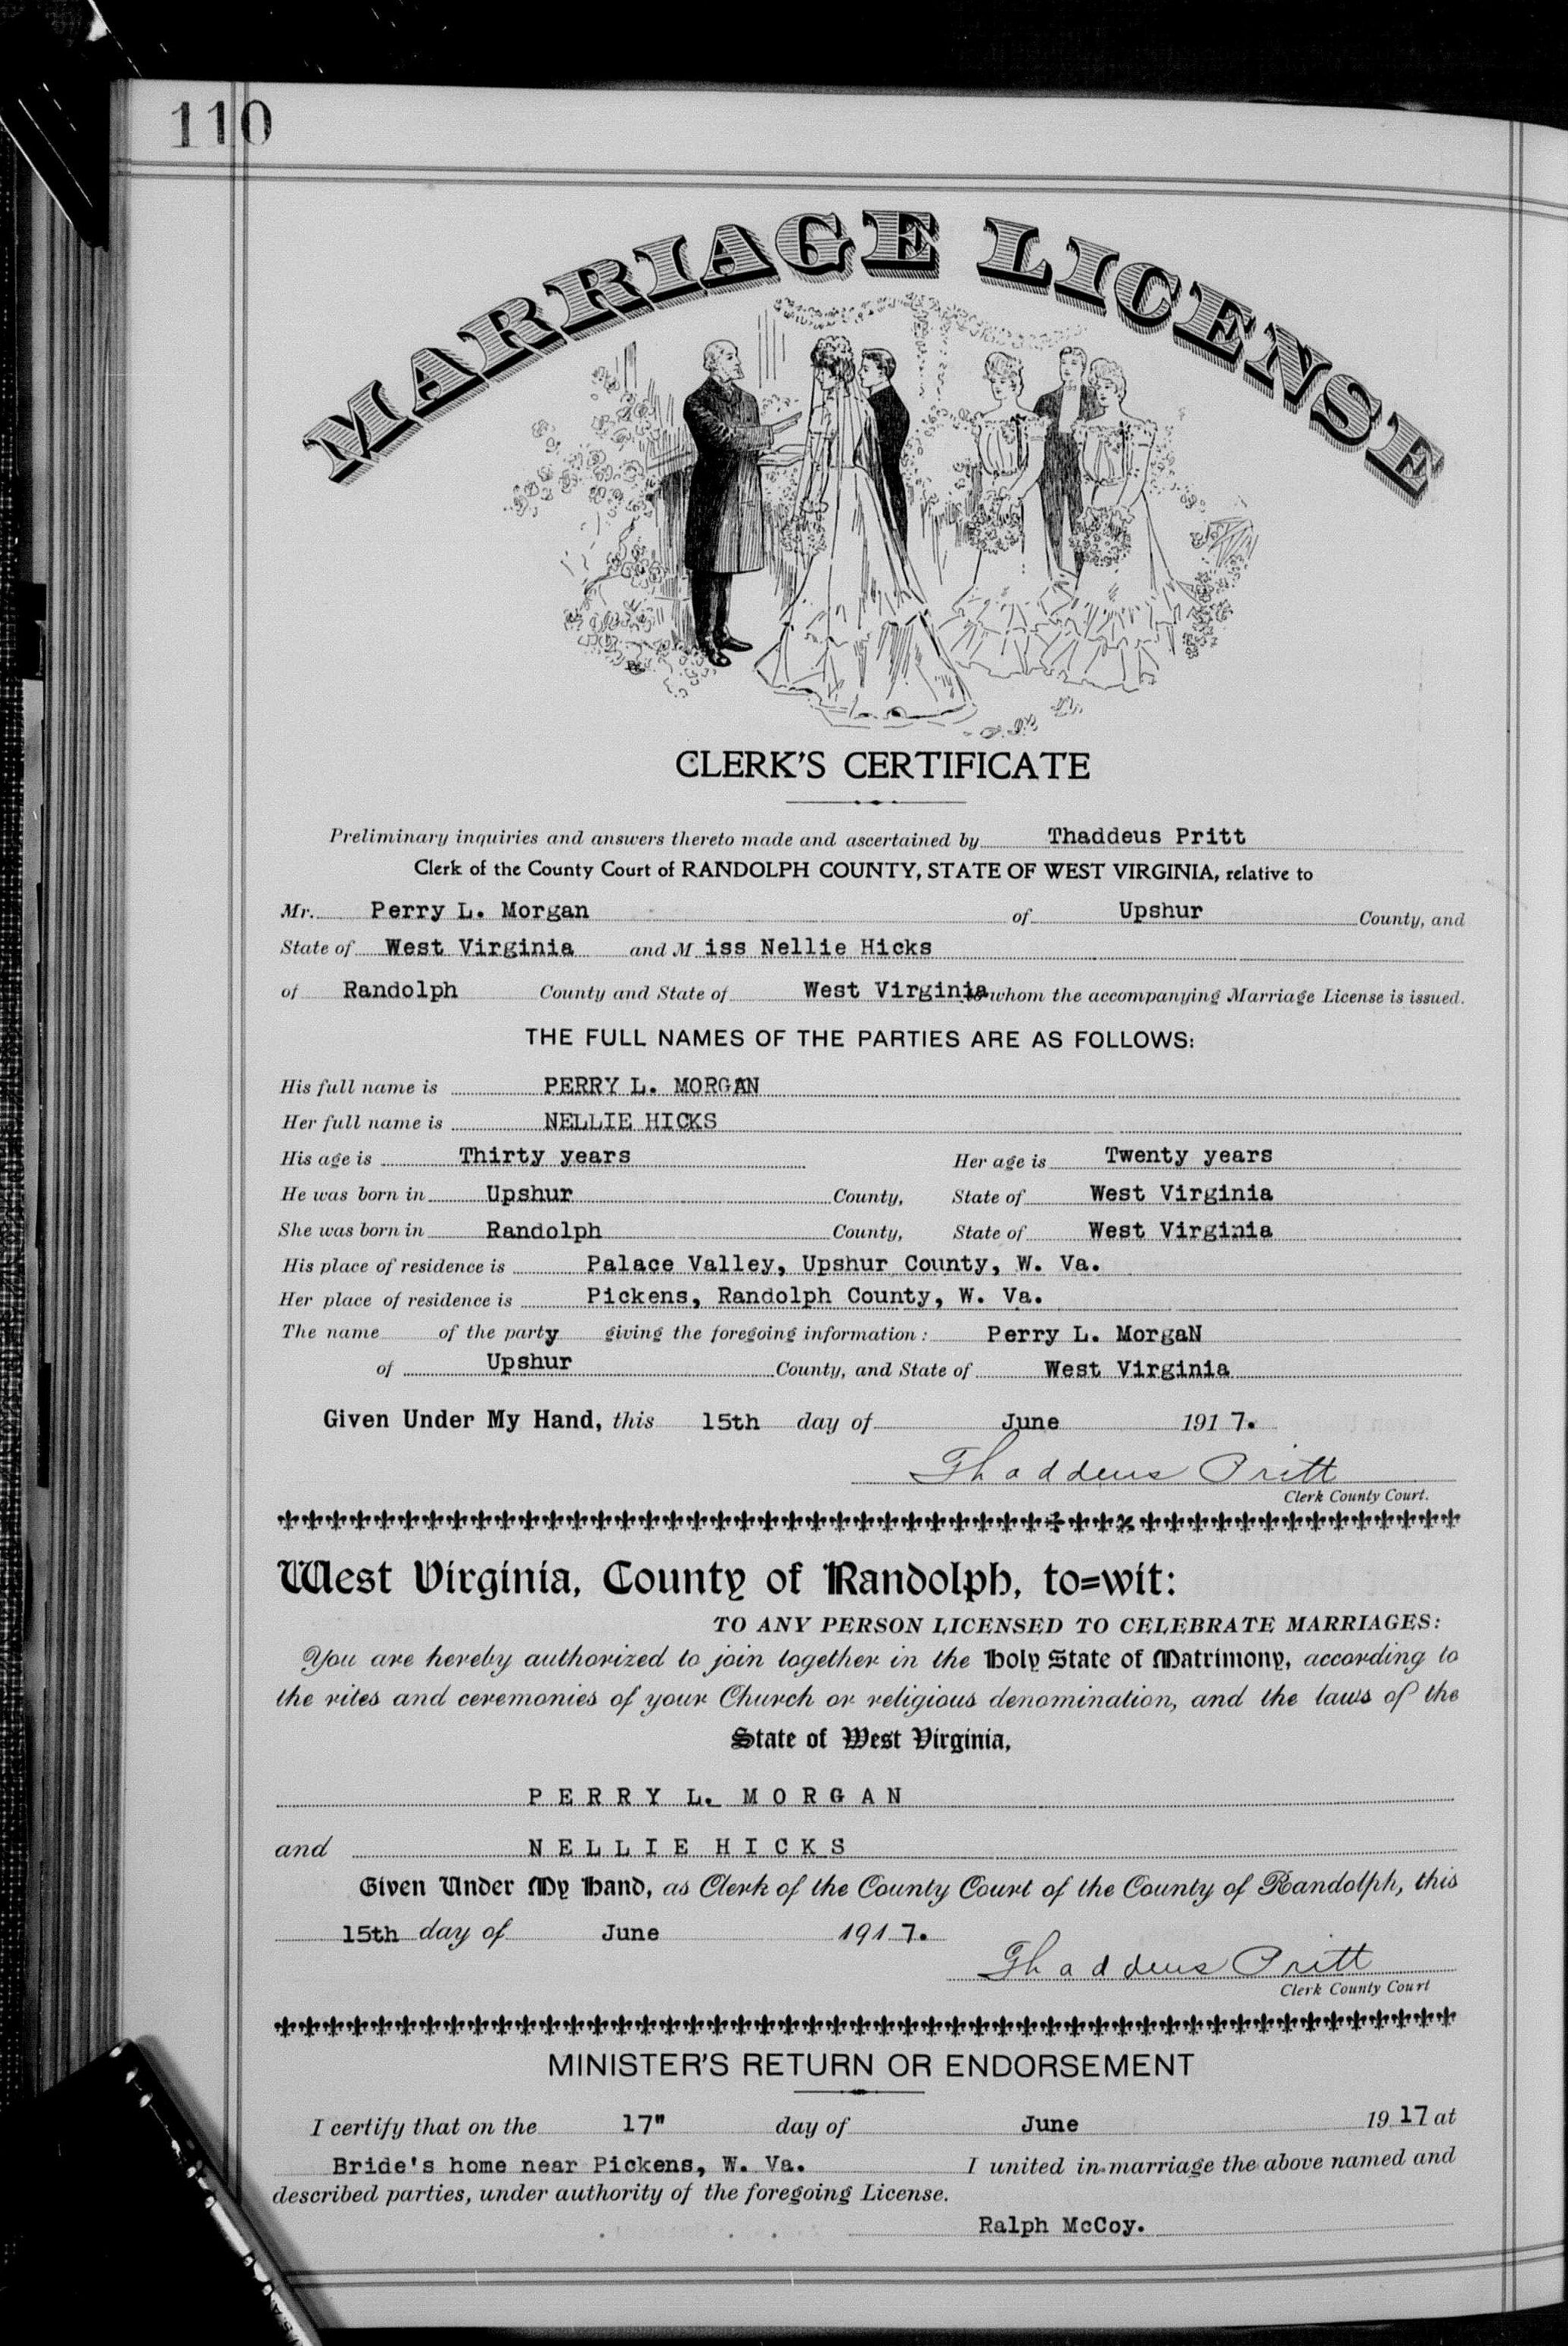 110
MARRIAGE LICENSE
CLERK'S CERTIFICATE
Preliminary inquiries and answers thereto made and ascertained by Thaddeus Pritt
Clerk of the County Court of RANDOLPH COUNTY, STATE OF WEST VIRGINIA, relative to
Mr. Perry L. Morgan of Upshur County, and
State of West Virginia and M iss Nellie Hicks
of Randolph County and State of West Virginia whom the accompanying Marriage License is issued.
THE FULL NAMES OF THE PARTIES ARE AS FOLLOWS:
His full name is PERRY L. MORGAN
Her full name is NELLIE HICKS
His age is Thirty years Her age is Twenty years
He was born in Upshur County, State of West Virginia
She was born in Randolph County, State of West Virginia
His place of residence is Palace Valley, Upshur County, W. Va.
Her place of residence is Pickens, Randolph County, W. Va.
The name of the party giving the foregoing information: Perry L. MorgaN
of Upshur County, and State of West Virginia
Given Under My Hand, this 15th day of June 1917.
Thaddeus Pritt
Clerk County Court.
West Virginia, County of Randolph, to=wit:
TO ANY PERSON LICENSED TO CELEBRATE MARRIAGES:
You are hereby authorized to join together in the Holy State of Matrimony, according to
the rites and ceremonies of your Church or religious denomination, and the laws of the
State of West Virginia,
PERRY L. MORGAN
and NELLIE HICKS
Given Under My Hand, as Clerk of the County Court of the County of Randolph, this
15th day of June 1917.
Thaddeus Pritt
Clerk County Court
MINISTER'S RETURN OR ENDORSEMENT
I certify that on the 17" day of June 1917 at
Bride's home near Pickens, W. Va. I united in marriage the above named and
described parties, under authority of the foregoing License.
Ralph McCoy.